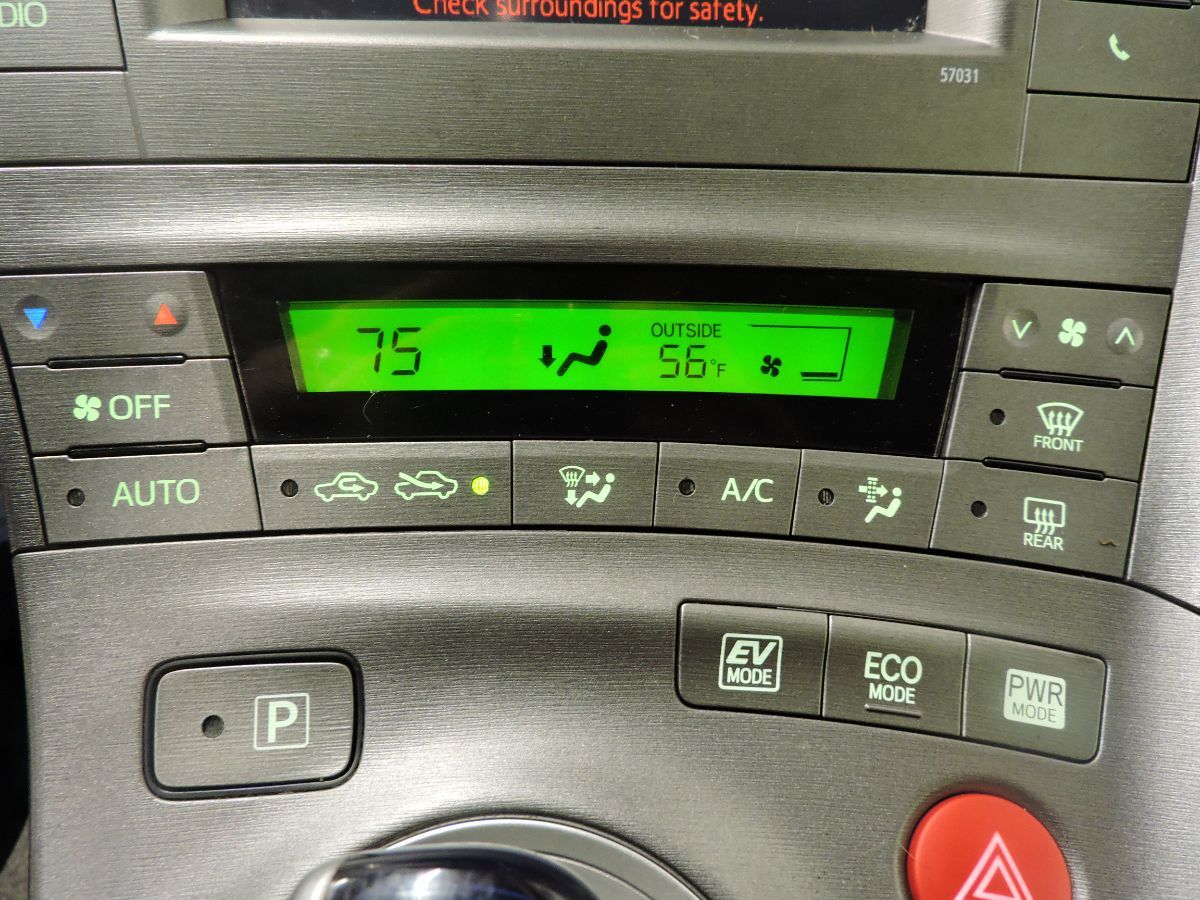 Check surroundings for safety.
DIO
57031
75
OUTSIDE
56°F
OFF
FRONT
AUTO
A/C
REAR
EV
MODE
ECO
MODE
PWR
MODE
P